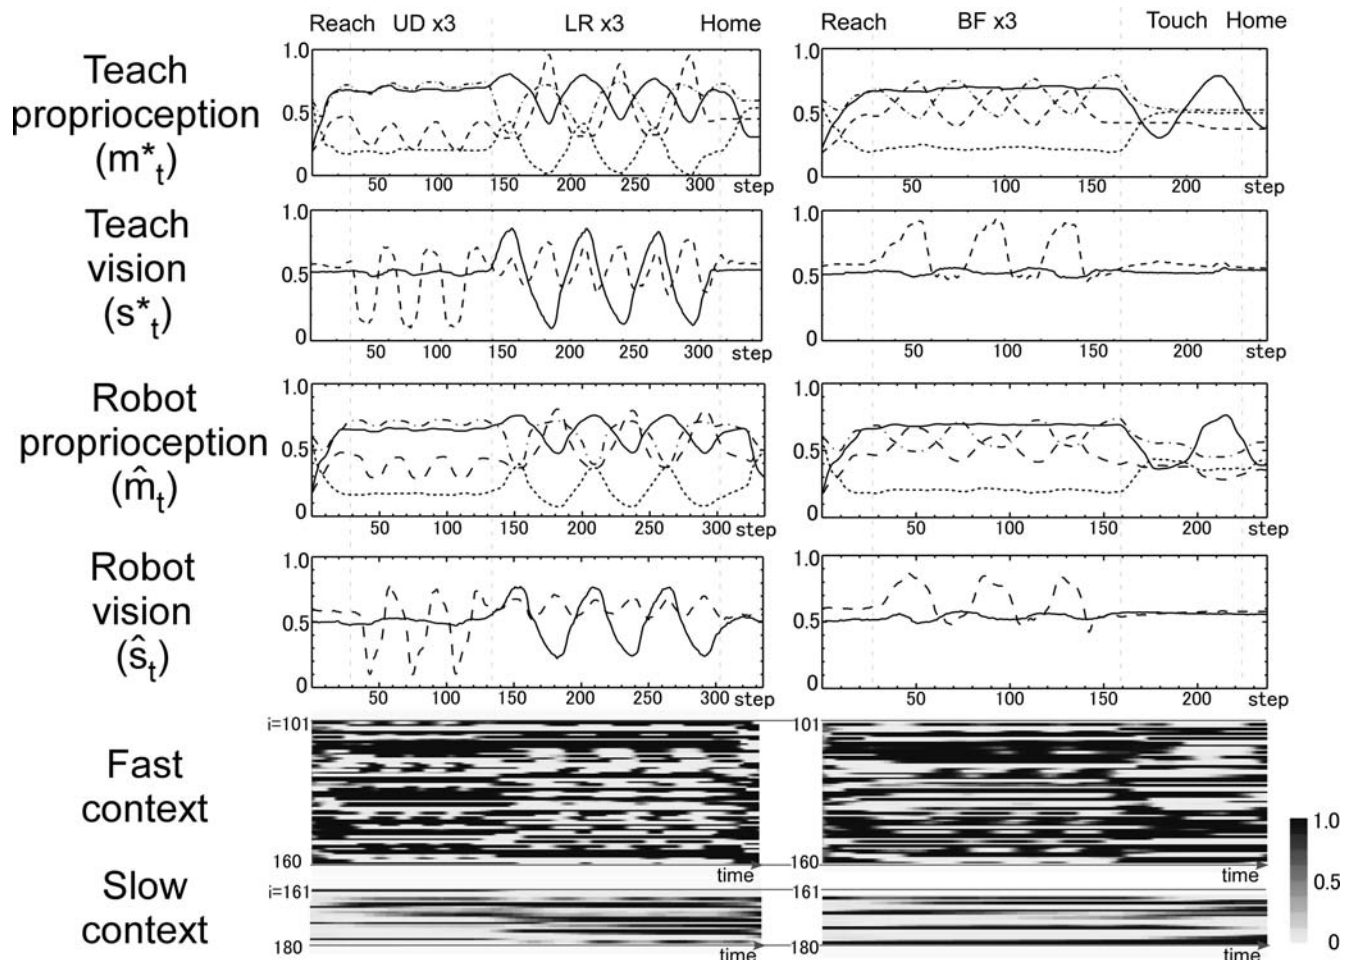 Reach UD x3 LR x3 Home Reach BF x3 Touch Home
Teach
proprioception
(m*t)
1.0
0.5
0
50 100 150 200 250 300 step
1.0
0.5
0
50 100 150 200 step
Teach
vision
(s*t)
1.0
0.5
0
50 100 150 200 250 300 step
1.0
0.5
0
50 100 150 200 step
Robot
proprioception
(m̂t)
1.0
0.5
0
50 100 150 200 250 300 step
1.0
0.5
0
50 100 150 200 step
Robot
vision
(ŝt)
1.0
0.5
0
50 100 150 200 250 300 step
1.0
0.5
0
50 100 150 200 step
Fast
context
i=101
160
time
101
160
time
Slow
context
i=161
180
time
161
180
time
1.0
0.5
0